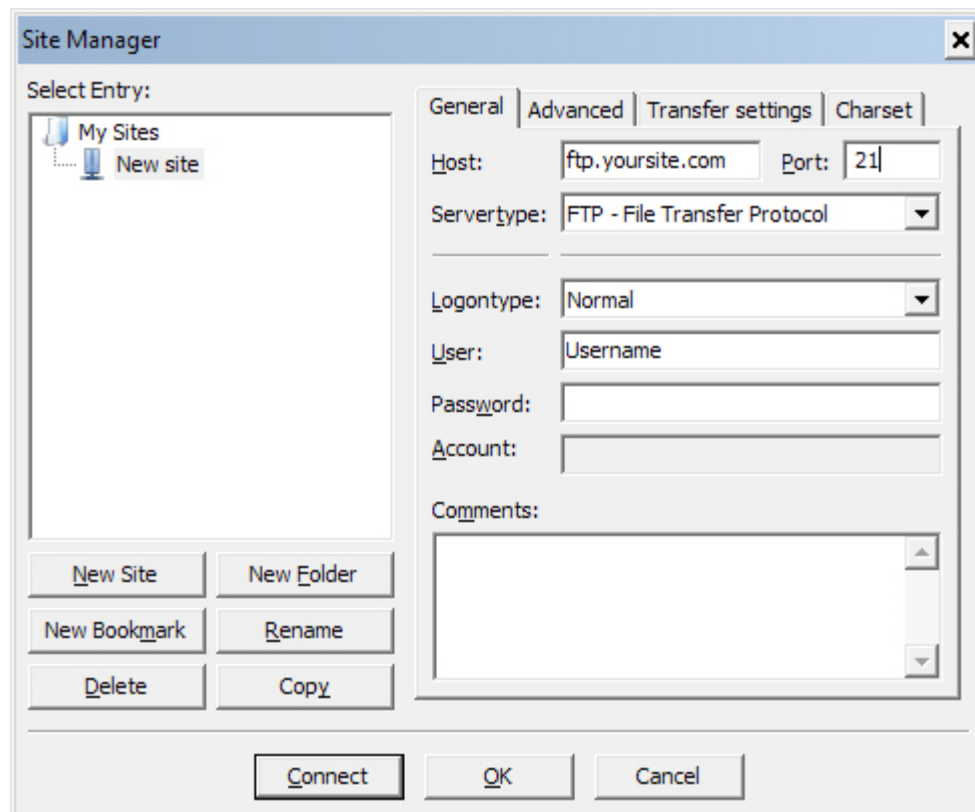 Site Manager
Select Entry:
My Sites
New site
New Site
New Folder
New Bookmark
Rename
Delete
Copy
General
Advanced
Transfer settings
Charset
Host:
ftp.yoursite.com
Port:
21
Servertype:
FTP - File Transfer Protocol
Logontype:
Normal
User:
Username
Password:
Account:
Comments:
Connect
OK
Cancel